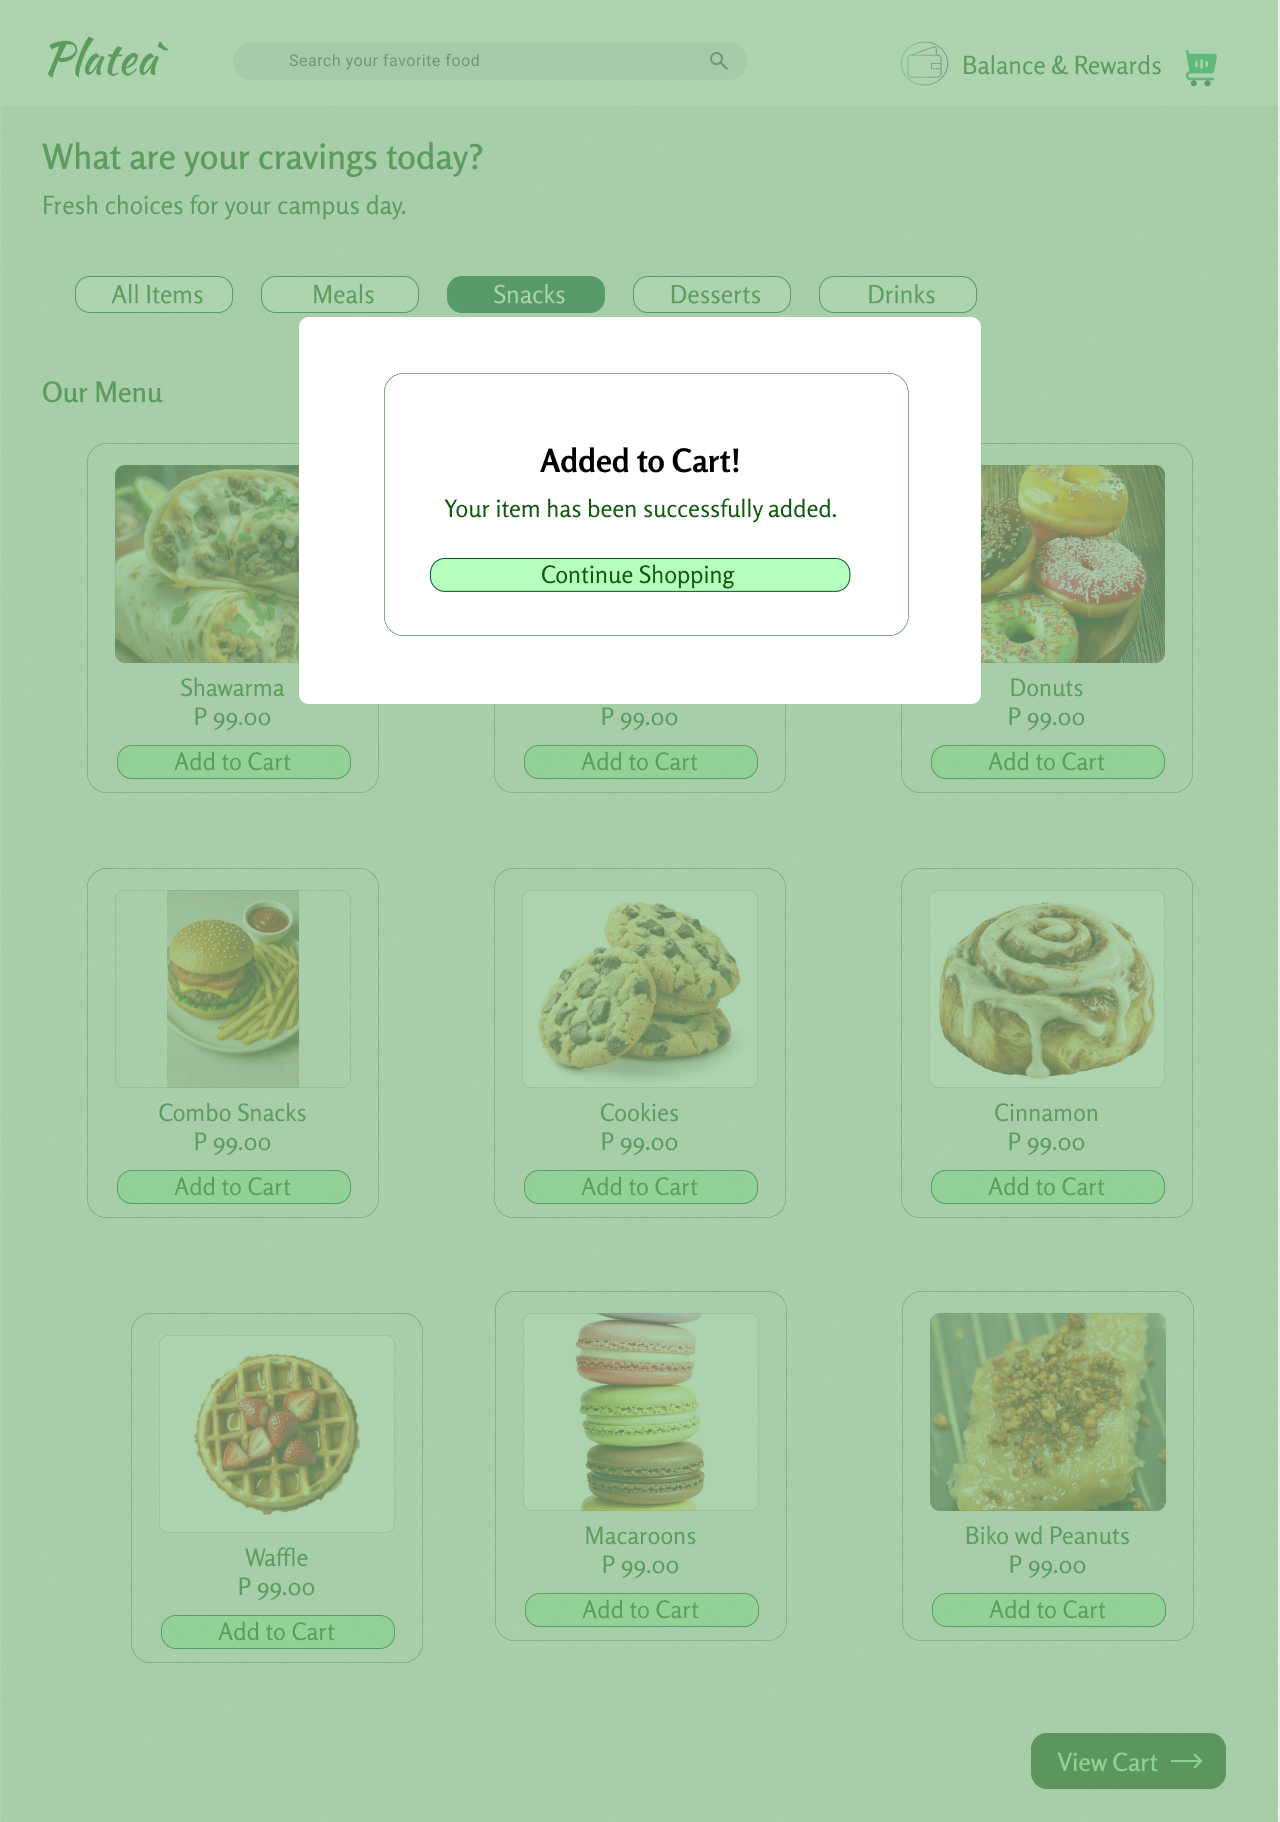 Platea`
Search your favorite food
Balance & Rewards
What are your cravings today?
Fresh choices for your campus day.
All Items
Meals
Snacks
Desserts
Drinks
Our Menu
Added to Cart!
Your item has been successfully added.
Continue Shopping
Shawarma
P 99.00
Add to Cart
P 99.00
Add to Cart
Donuts
P 99.00
Add to Cart
Combo Snacks
P 99.00
Add to Cart
Cookies
P 99.00
Add to Cart
Cinnamon
P 99.00
Add to Cart
Waffle
P 99.00
Add to Cart
Macaroons
P 99.00
Add to Cart
Biko wd Peanuts
P 99.00
Add to Cart
View Cart